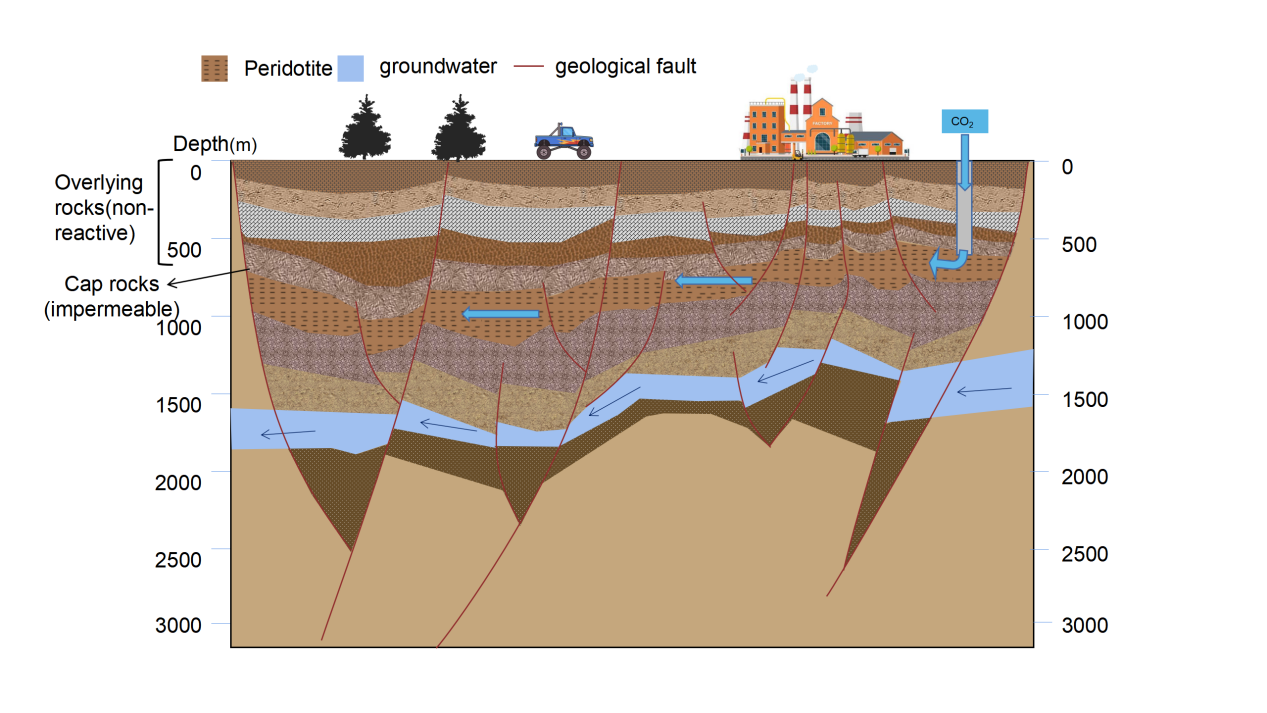 Peridotite groundwater geological fault
FACTORY
CO₂
Depth(m)
0 0
Overlying
rocks(non-
reactive)
500 500
Cap rocks
(impermeable)
1000 1000
1500 1500
2000 2000
2500 2500
3000 3000